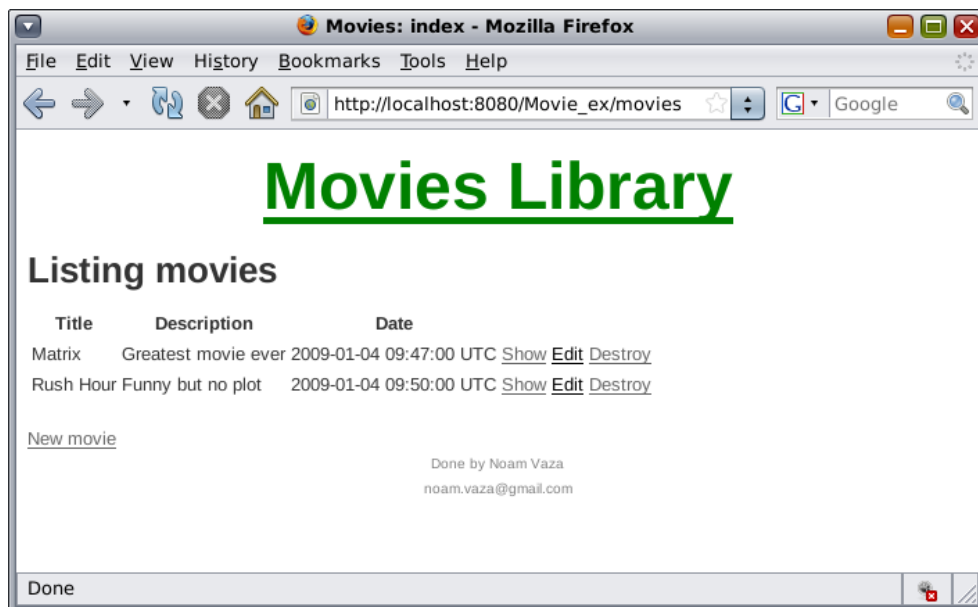 Movies: index - Mozilla Firefox
File Edit View History Bookmarks Tools Help
http://localhost:8080/Movie_ex/movies G Google
Movies Library
Listing movies
Title Description Date
Matrix Greatest movie ever 2009-01-04 09:47:00 UTC Show Edit Destroy
Rush Hour Funny but no plot 2009-01-04 09:50:00 UTC Show Edit Destroy
New movie
Done by Noam Vaza
noam.vaza@gmail.com
Done